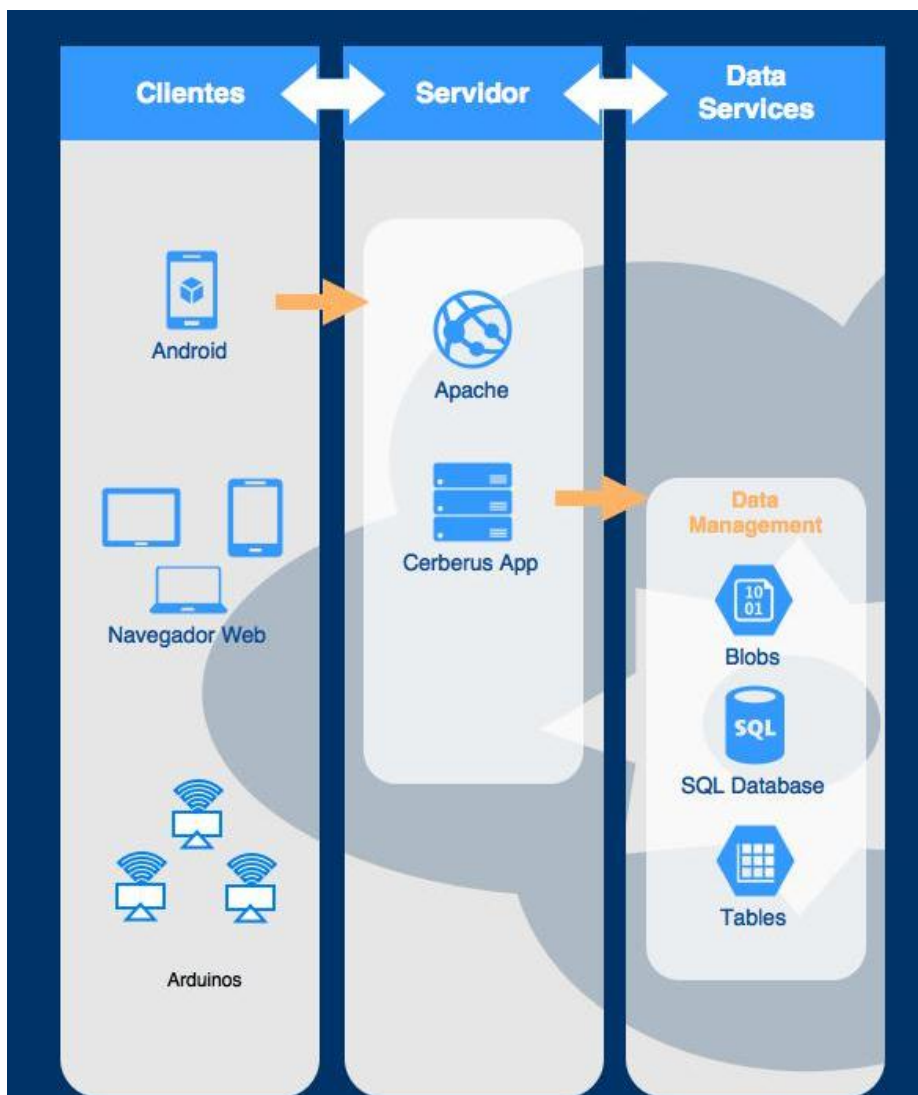 Clientes
Servidor
Data
Services
Android
Navegador Web
Arduinos
Apache
Cerberus App
Data
Management
10
01
Blobs
SQL
SQL Database
Tables